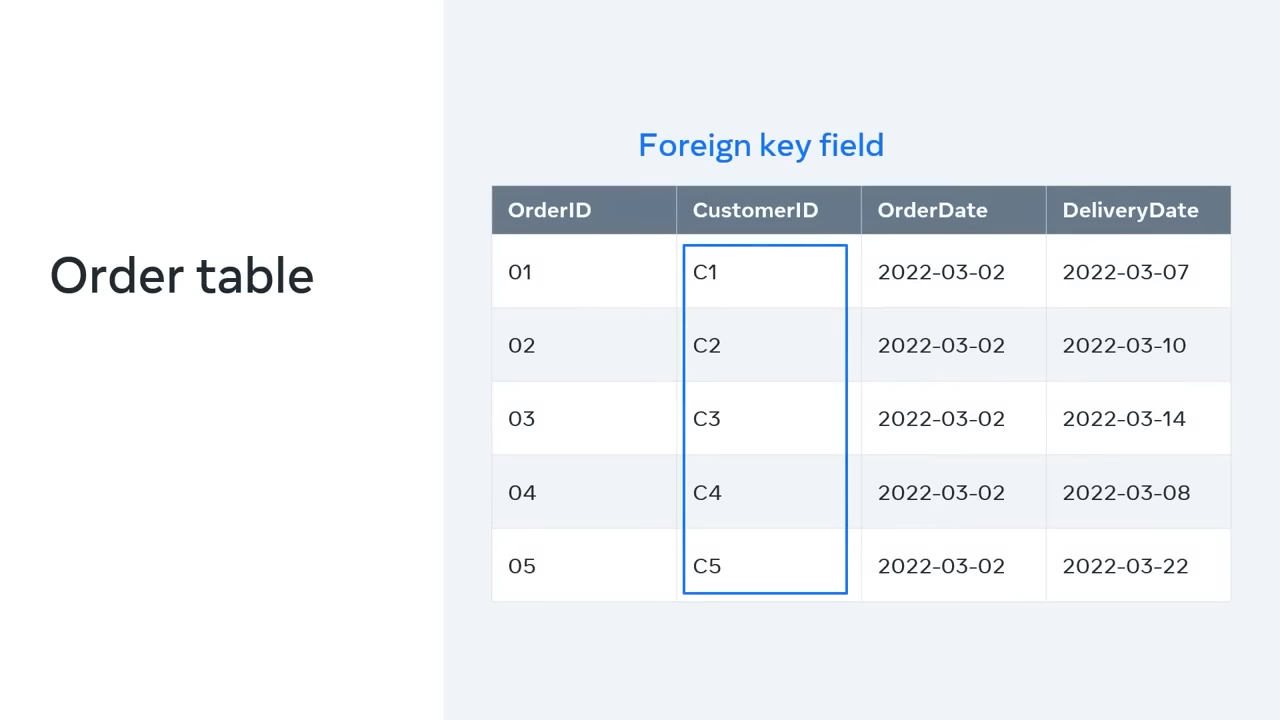 Order table
Foreign key field
OrderID CustomerID OrderDate DeliveryDate
01 C1 2022-03-02 2022-03-07
02 C2 2022-03-02 2022-03-10
03 C3 2022-03-02 2022-03-14
04 C4 2022-03-02 2022-03-08
05 C5 2022-03-02 2022-03-22